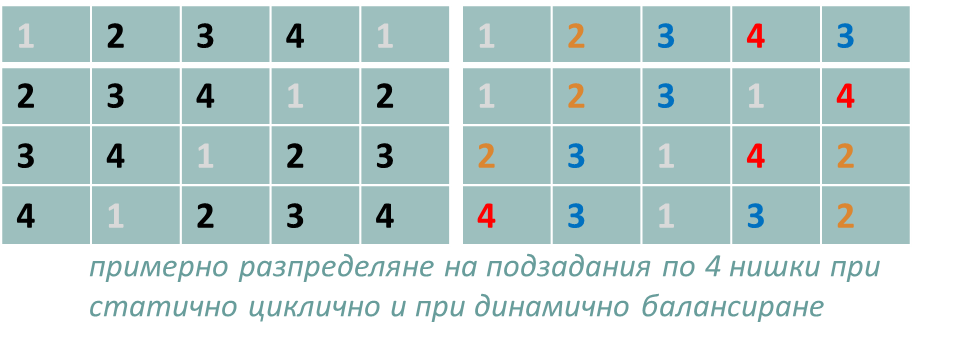 1 2 3 4 1 1 2 3 4 3
2 3 4 1 2 1 2 3 1 4
3 4 1 2 3 2 3 1 4 2
4 1 2 3 4 4 3 1 3 2
примерно разпределяне на подзадания по 4 нишки при
статично циклично и при динамично балансиране